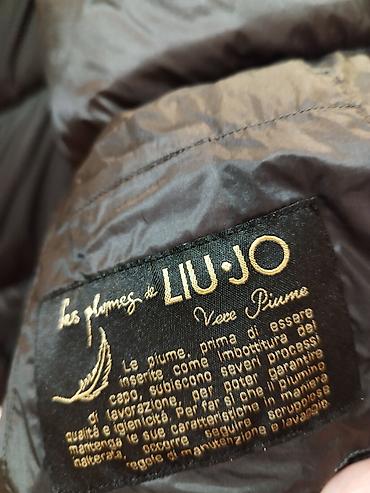 Les plumes de LIU·JO
Vere Piume
Le piume, prima di essere
inserite come imbottitura del
capo, subiscono severi processi
di lavorazione, per poter garantire
qualità e igienicità. Per far sì che il piumino
mantenga le sue caratteristiche in maniera
inalterata, occorre seguire scrupolose
regole di manutenzione e lavaggio